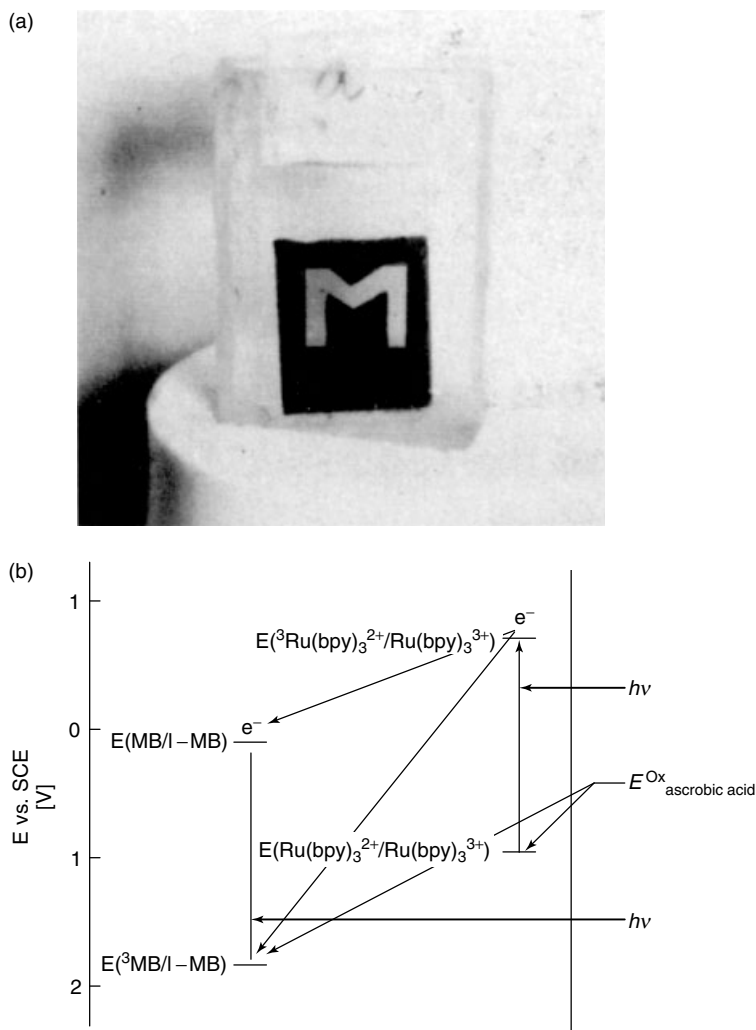 (a)
a
M
(b)
1
e⁻
E(³Ru(bpy)₃²⁺/Ru(bpy)₃³⁺)
hν
0
e⁻
E(MB/l–MB)
E vs. SCE
[V]
E^Ox ascrobic acid
E(Ru(bpy)₃²⁺/Ru(bpy)₃³⁺)
1
hν
E(³MB/l–MB)
2